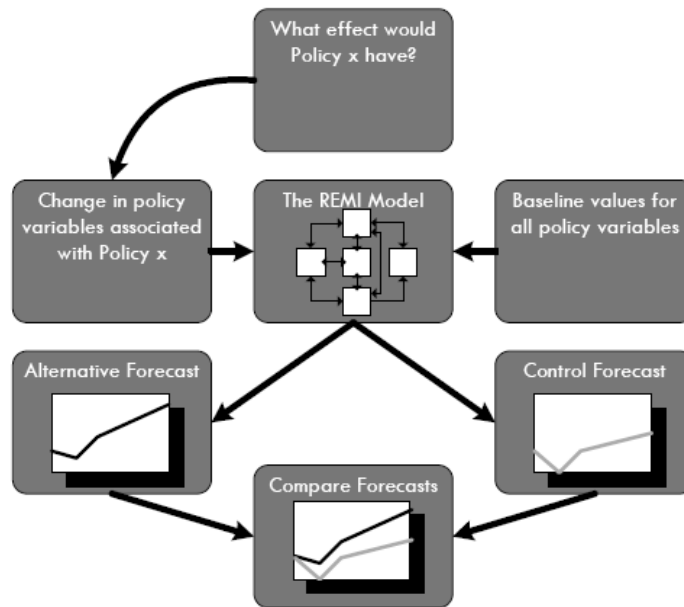 What effect would
Policy x have?
Change in policy
variables associated
with Policy x
The REMI Model
Baseline values for
all policy variables
Alternative Forecast
Control Forecast
Compare Forecasts